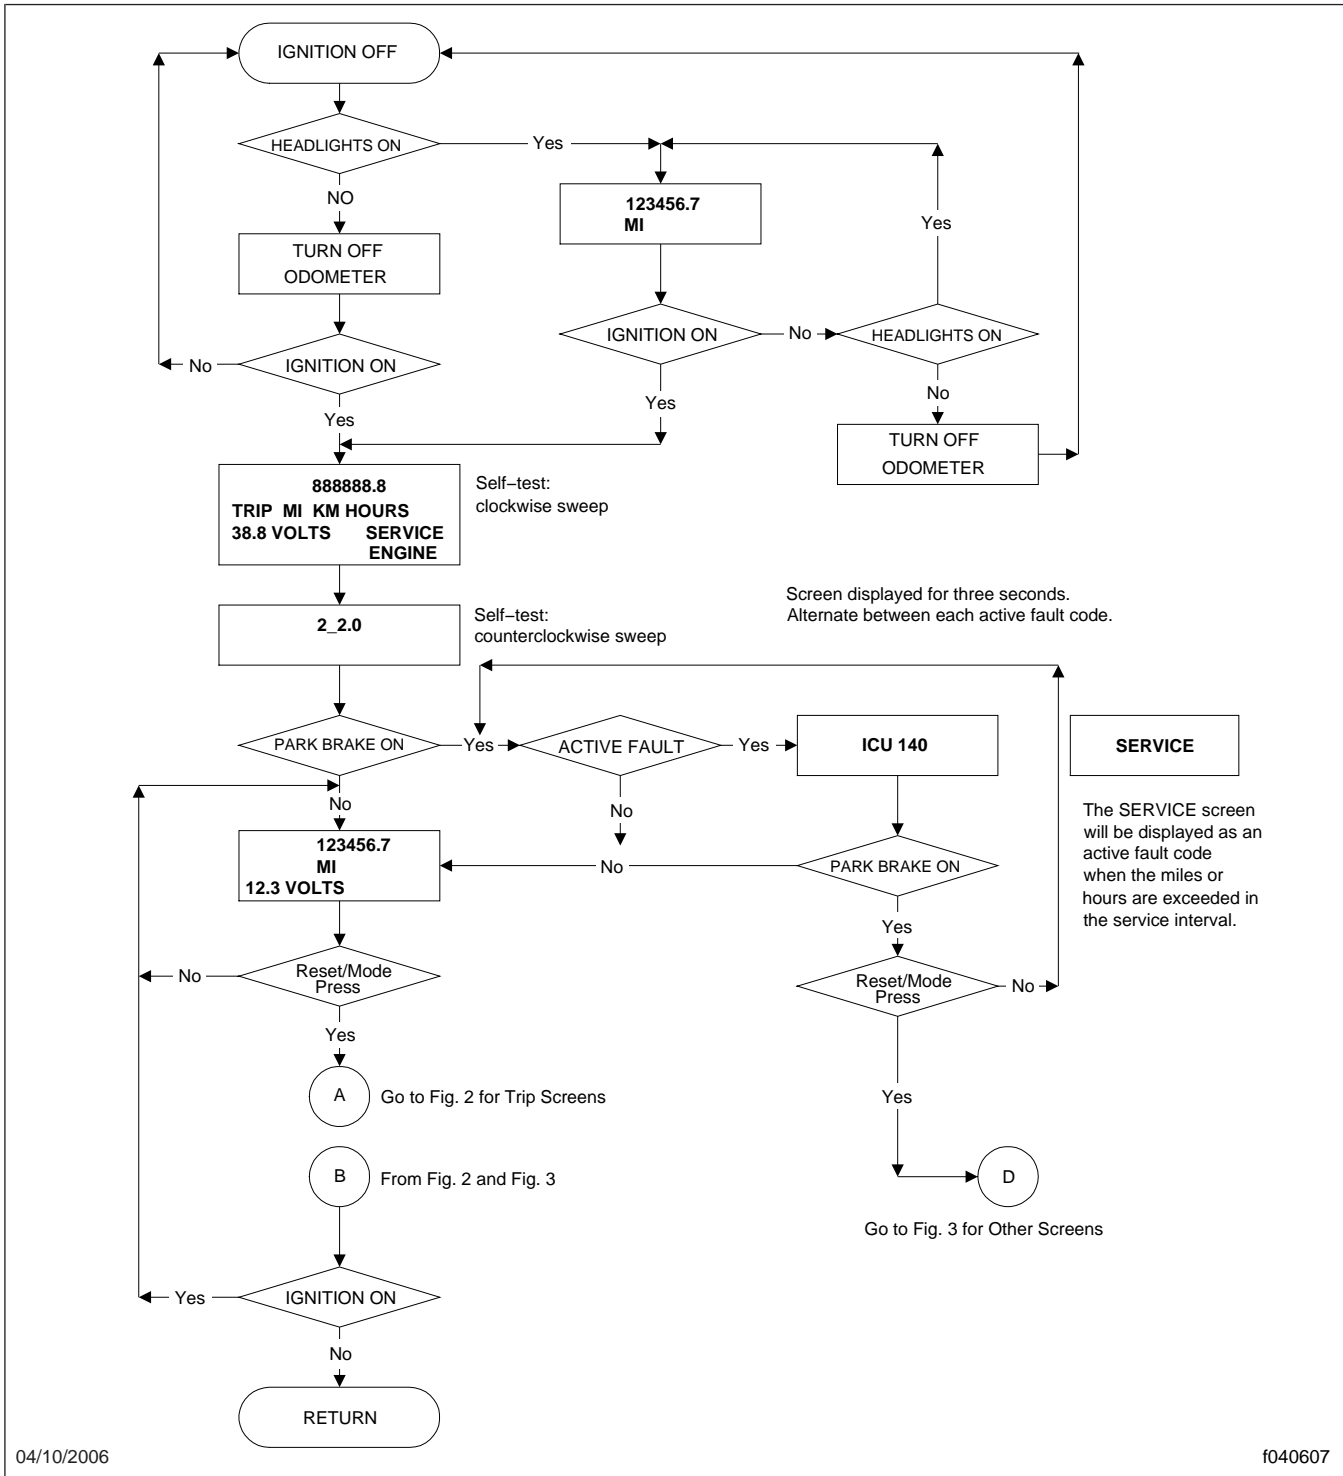 IGNITION OFF
HEADLIGHTS ON
Yes
NO
123456.7
MI
Yes
TURN OFF
ODOMETER
IGNITION ON
No
HEADLIGHTS ON
No
IGNITION ON
Yes
Yes
No
TURN OFF
ODOMETER
888888.8
TRIP MI KM HOURS
38.8 VOLTS SERVICE
ENGINE
Self–test:
clockwise sweep
2_2.0
Self–test:
counterclockwise sweep
Screen displayed for three seconds.
Alternate between each active fault code.
PARK BRAKE ON
Yes
ACTIVE FAULT
Yes
ICU 140
SERVICE
No
No
The SERVICE screen
will be displayed as an
active fault code
when the miles or
hours are exceeded in
the service interval.
123456.7
MI
12.3 VOLTS
No
PARK BRAKE ON
Yes
No
Reset/Mode
Press
Reset/Mode
Press
No
Yes
A
Go to Fig. 2 for Trip Screens
Yes
B
From Fig. 2 and Fig. 3
D
Go to Fig. 3 for Other Screens
Yes
IGNITION ON
No
RETURN
04/10/2006
f040607